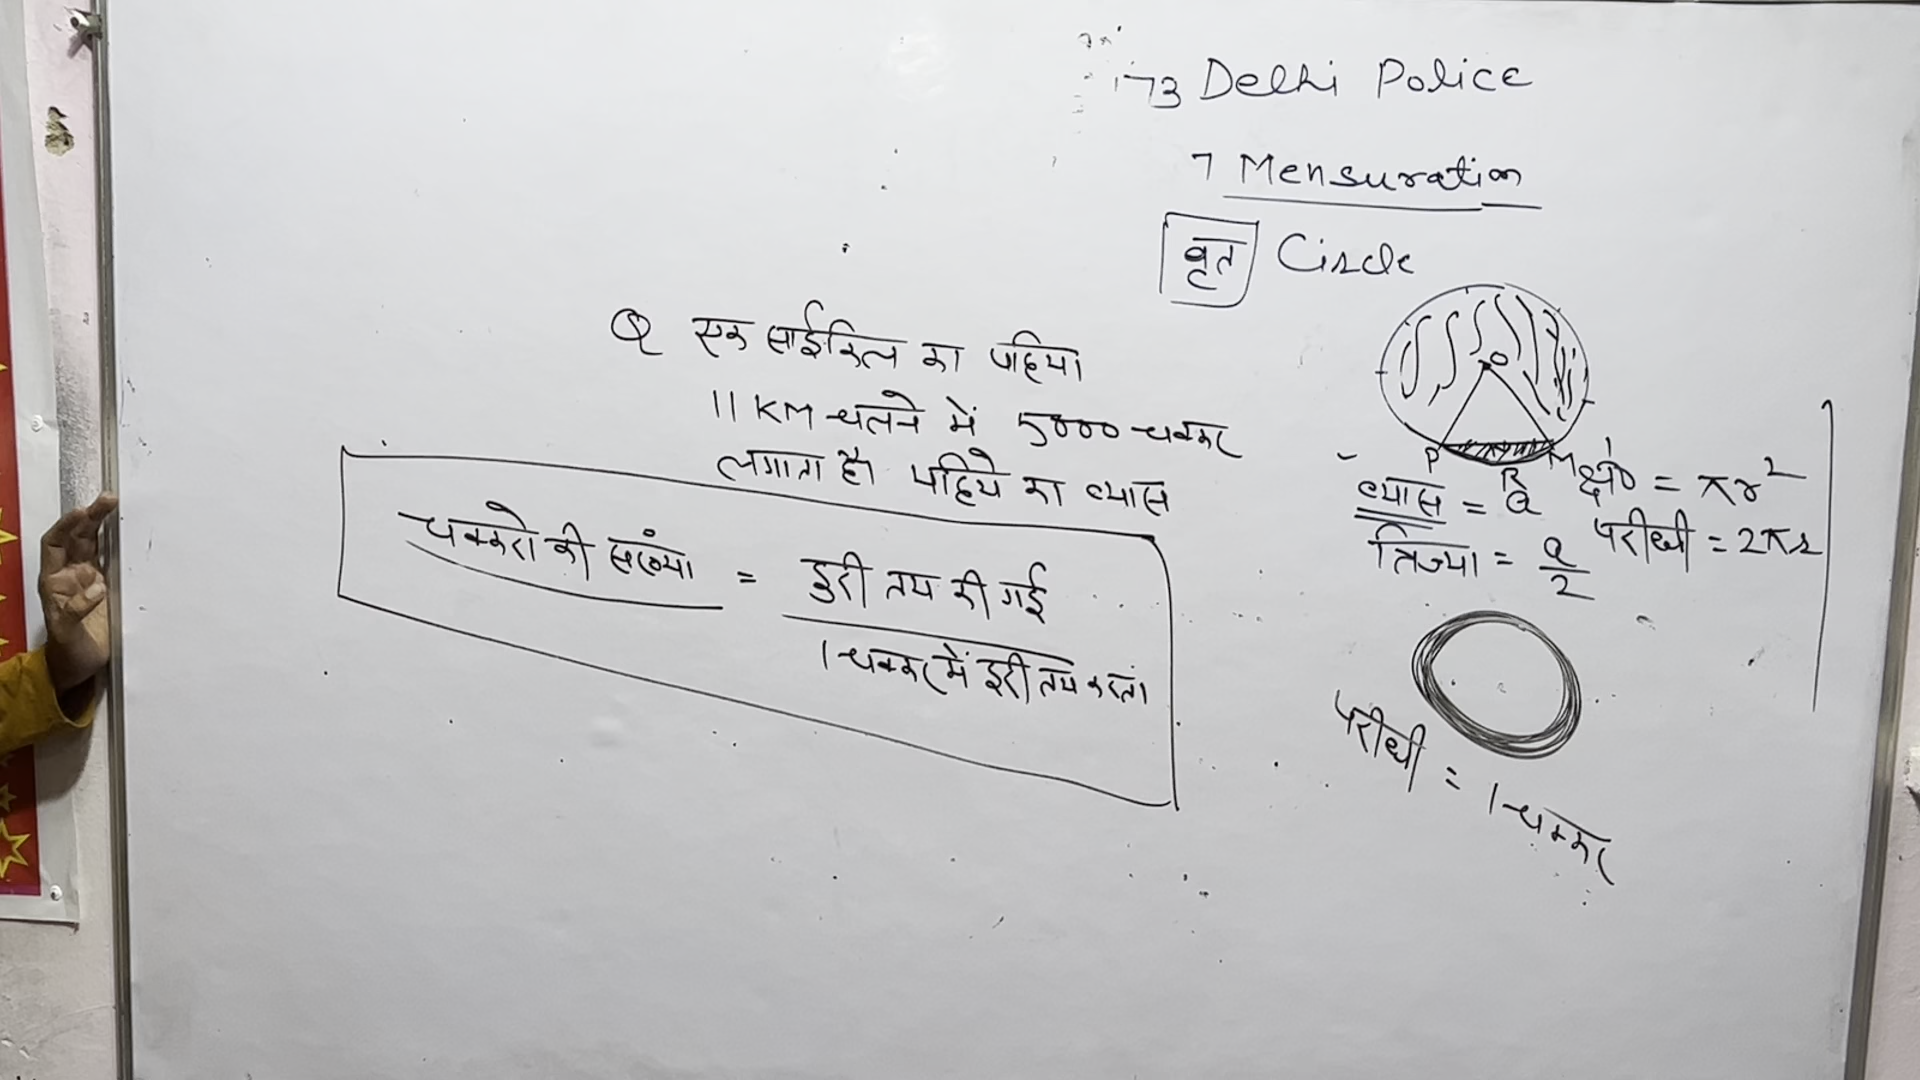 Delhi Police
7 Mensuration
वृत Circle
Q एक साईकिल का पहिया
11 KM चलने में 5000 चक्कर
लगाता है। पहिये का व्यास
चक्करो की सख्या = दुरी तय की गई
1 चक्कर में दुरी तय करता
O
P R M
व्यास = a
त्रिज्या = a/2
क्षे० = πr²
परीधी = 2πr
परीधी = 1 चक्कर